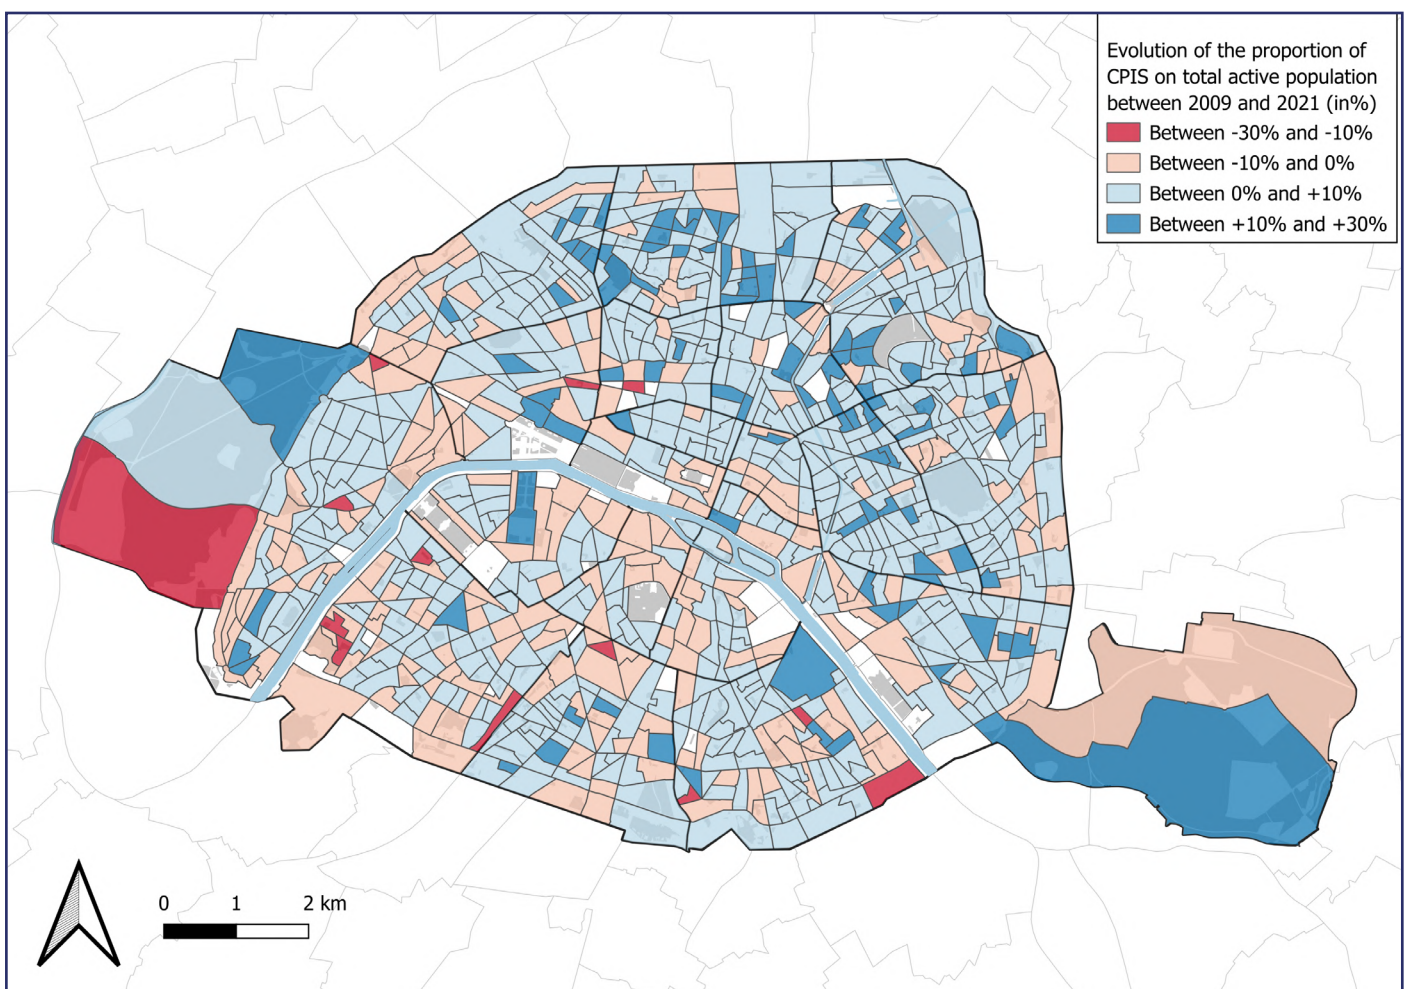 Evolution of the proportion of
CPIS on total active population
between 2009 and 2021 (in%)
Between -30% and -10%
Between -10% and 0%
Between 0% and +10%
Between +10% and +30%
0 1 2 km